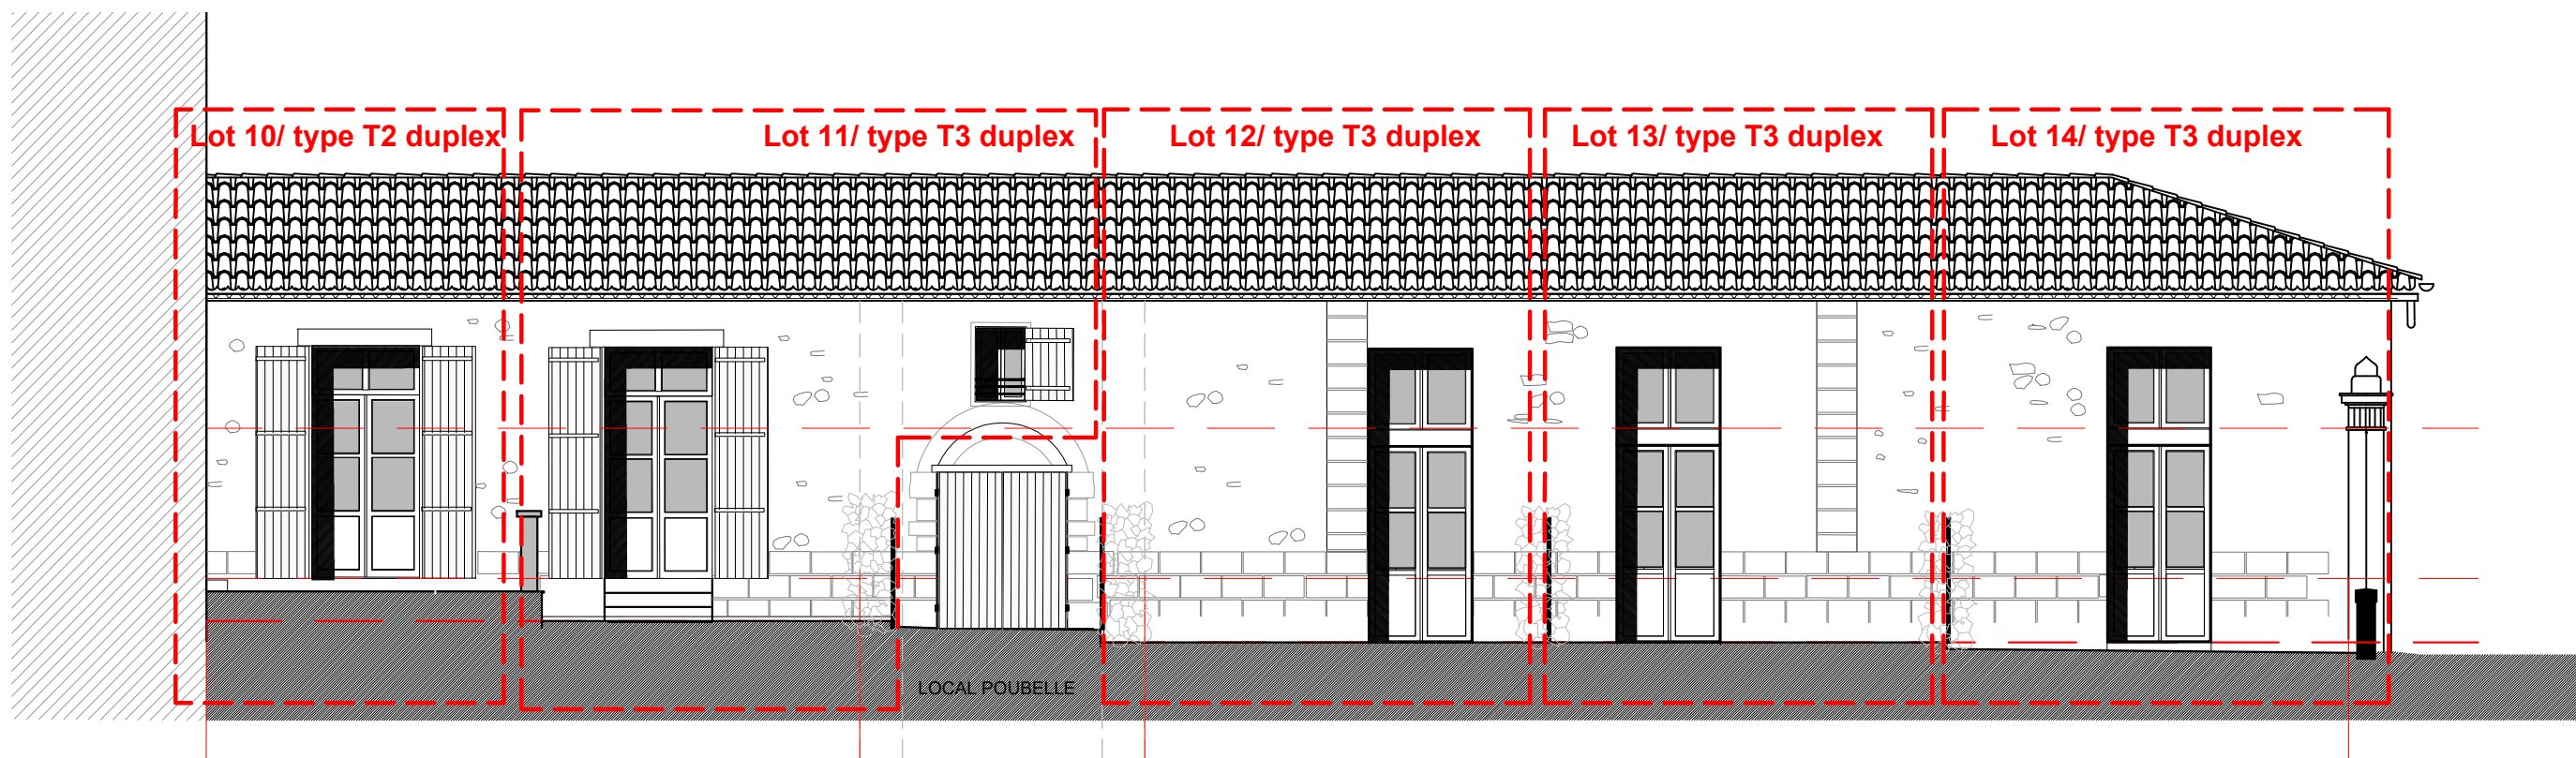 Lot 10/ type T2 duplex
Lot 11/ type T3 duplex
Lot 12/ type T3 duplex
Lot 13/ type T3 duplex
Lot 14/ type T3 duplex
LOCAL POUBELLE